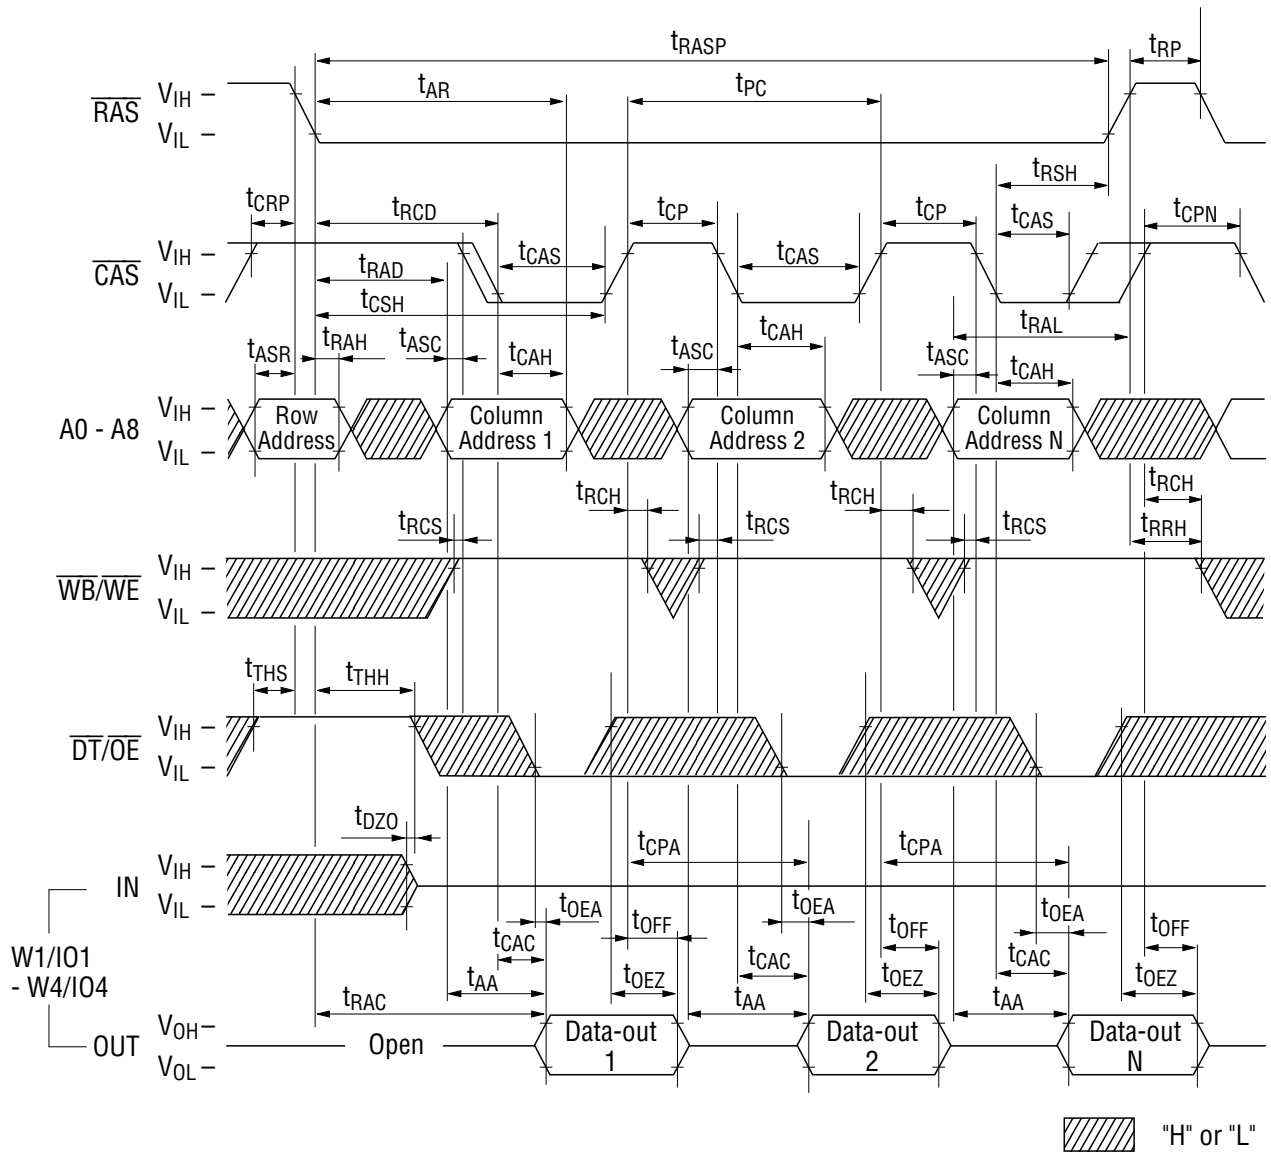 tRASP
tRP
tAR
tPC
RAS
VIH
VIL
tRSH
tCRP
tRCD
tCP
tCP
tCAS
tCPN
CAS
VIH
VIL
tCAS
tCAS
tRAD
tCSH
tRAL
tASR
tRAH
tASC
tCAH
tASC
tCAH
tASC
tCAH
A0 - A8
VIH
VIL
Row Address
Column Address 1
Column Address 2
Column Address N
tRCH
tRCH
tRCH
tRCS
tRCS
tRCS
tRRH
WB/WE
VIH
VIL
tTHS
tTHH
DT/OE
VIH
VIL
tDZO
tCPA
tCPA
IN
VIH
VIL
tOEA
tOEA
tOEA
tOFF
tOFF
tOFF
W1/IO1
- W4/IO4
tCAC
tCAC
tCAC
tAA
tOEZ
tAA
tOEZ
tAA
tOEZ
tRAC
OUT
VOH
VOL
Open
Data-out 1
Data-out 2
Data-out N
"H" or "L"